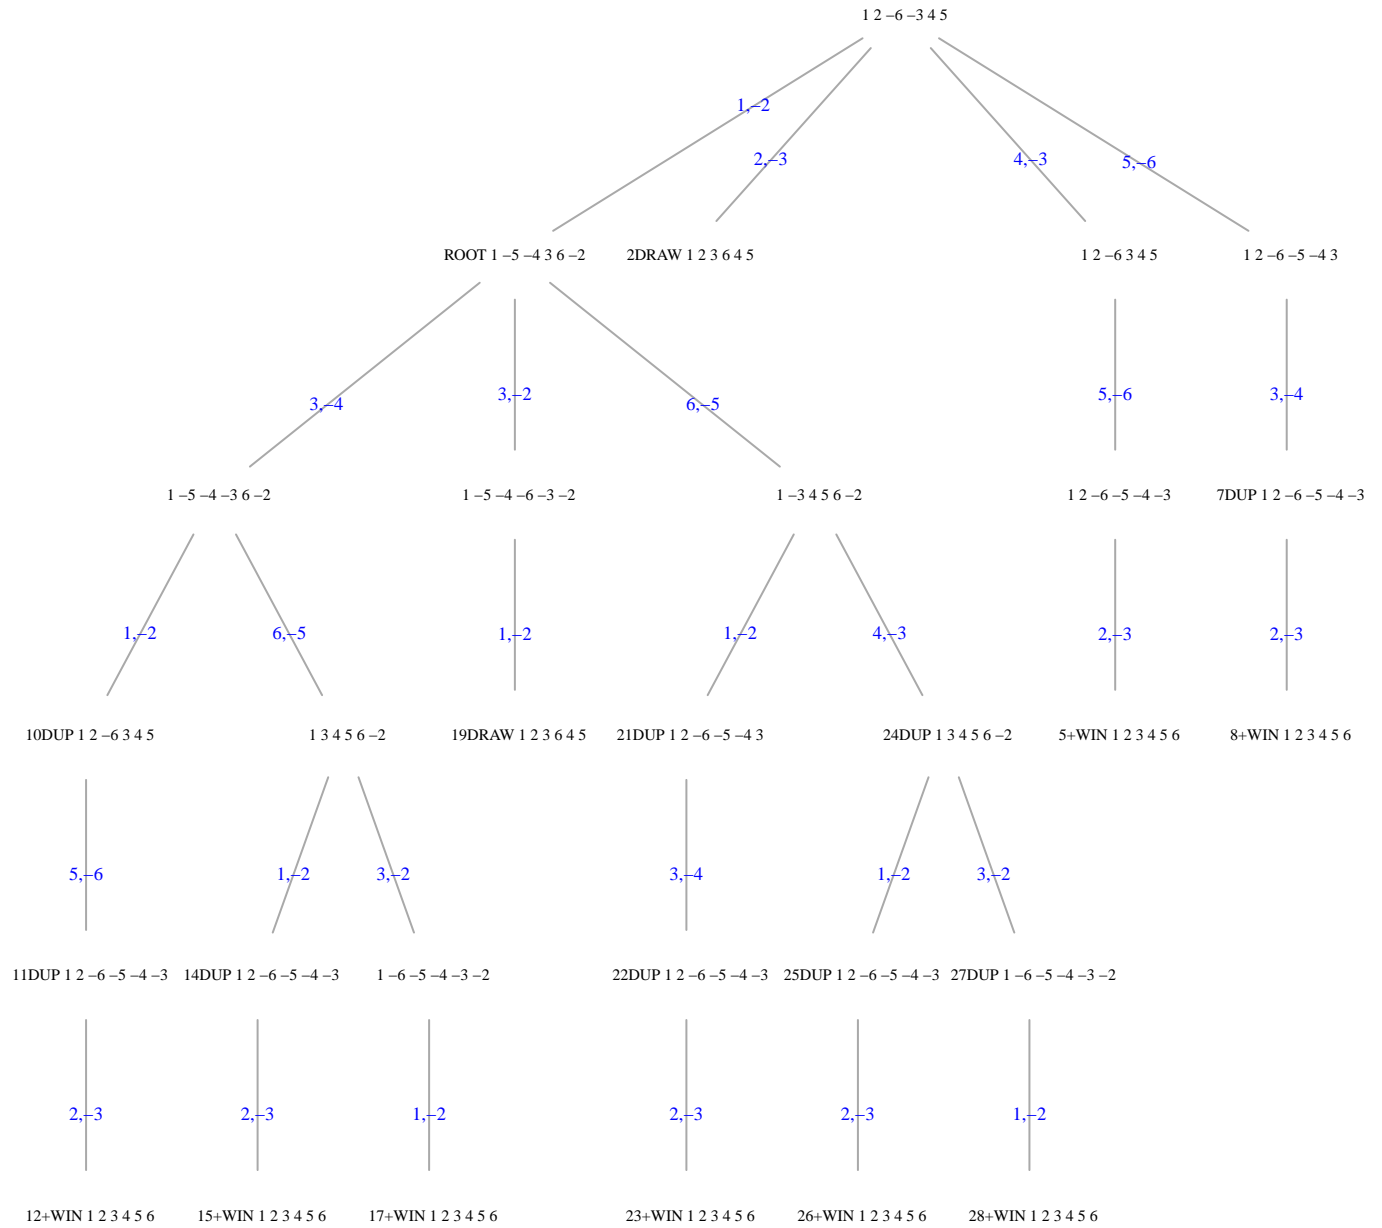 1 2 –6 –3 4 5
1,–2
2,–3
4,–3
5,–6
ROOT 1 –5 –4 3 6 –2
2DRAW 1 2 3 6 4 5
1 2 –6 3 4 5
1 2 –6 –5 –4 3
3,–4
3,–2
6,–5
5,–6
3,–4
1 –5 –4 –3 6 –2
1 –5 –4 –6 –3 –2
1 –3 4 5 6 –2
1 2 –6 –5 –4 –3
7DUP 1 2 –6 –5 –4 –3
1,–2
6,–5
1,–2
1,–2
4,–3
2,–3
2,–3
10DUP 1 2 –6 3 4 5
1 3 4 5 6 –2
19DRAW 1 2 3 6 4 5
21DUP 1 2 –6 –5 –4 3
24DUP 1 3 4 5 6 –2
5+WIN 1 2 3 4 5 6
8+WIN 1 2 3 4 5 6
5,–6
1,–2
3,–2
3,–4
1,–2
3,–2
11DUP 1 2 –6 –5 –4 –3
14DUP 1 2 –6 –5 –4 –3
1 –6 –5 –4 –3 –2
22DUP 1 2 –6 –5 –4 –3
25DUP 1 2 –6 –5 –4 –3
27DUP 1 –6 –5 –4 –3 –2
2,–3
2,–3
1,–2
2,–3
2,–3
1,–2
12+WIN 1 2 3 4 5 6
15+WIN 1 2 3 4 5 6
17+WIN 1 2 3 4 5 6
23+WIN 1 2 3 4 5 6
26+WIN 1 2 3 4 5 6
28+WIN 1 2 3 4 5 6